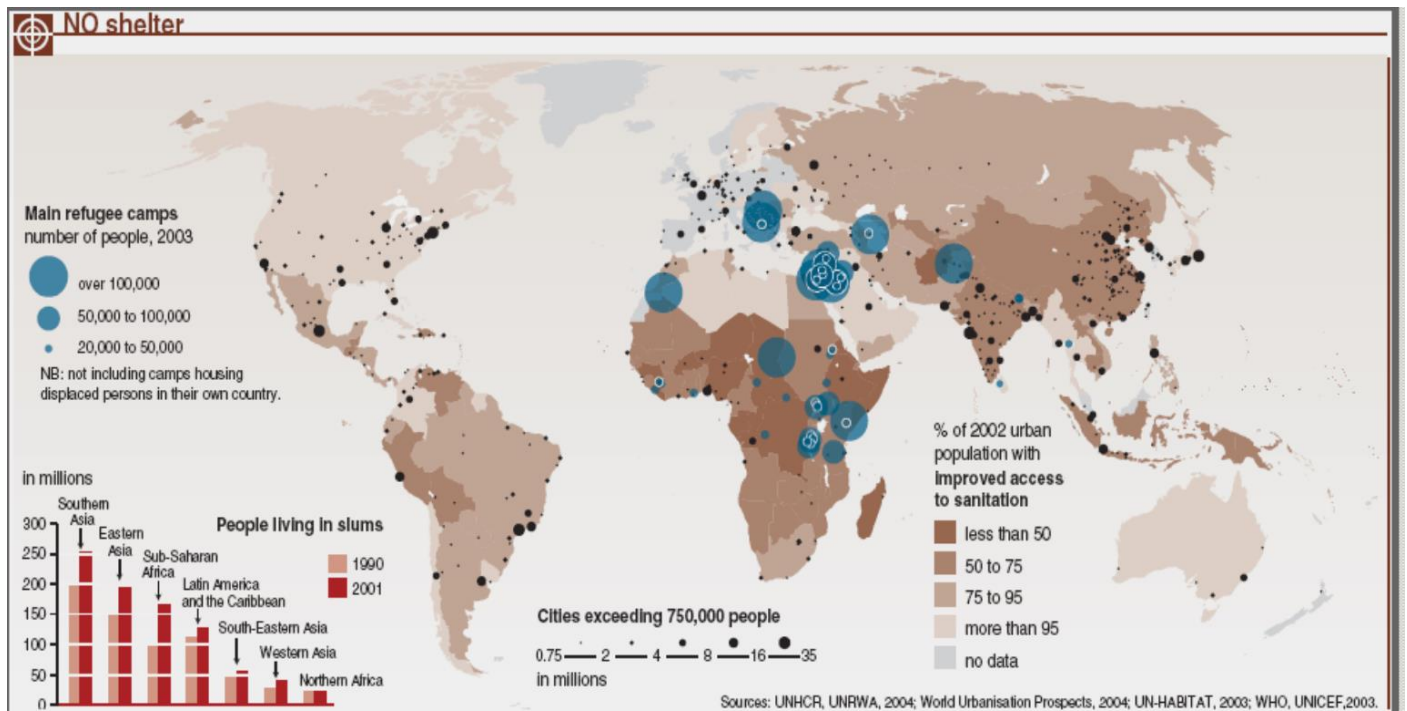 NO shelter
Main refugee camps
number of people, 2003
over 100,000
50,000 to 100,000
20,000 to 50,000
NB: not including camps housing
displaced persons in their own country.
in millions
300
250
200
150
100
50
0
Southern
Asia
Eastern
Asia
Sub-Saharan
Africa
Latin America
and the Caribbean
South-Eastern Asia
Western Asia
Northern Africa
People living in slums
1990
2001
Cities exceeding 750,000 people
0.75 2 4 8 16 35
in millions
% of 2002 urban
population with
improved access
to sanitation
less than 50
50 to 75
75 to 95
more than 95
no data
Sources: UNHCR, UNRWA, 2004; World Urbanisation Prospects, 2004; UN-HABITAT, 2003; WHO, UNICEF,2003.